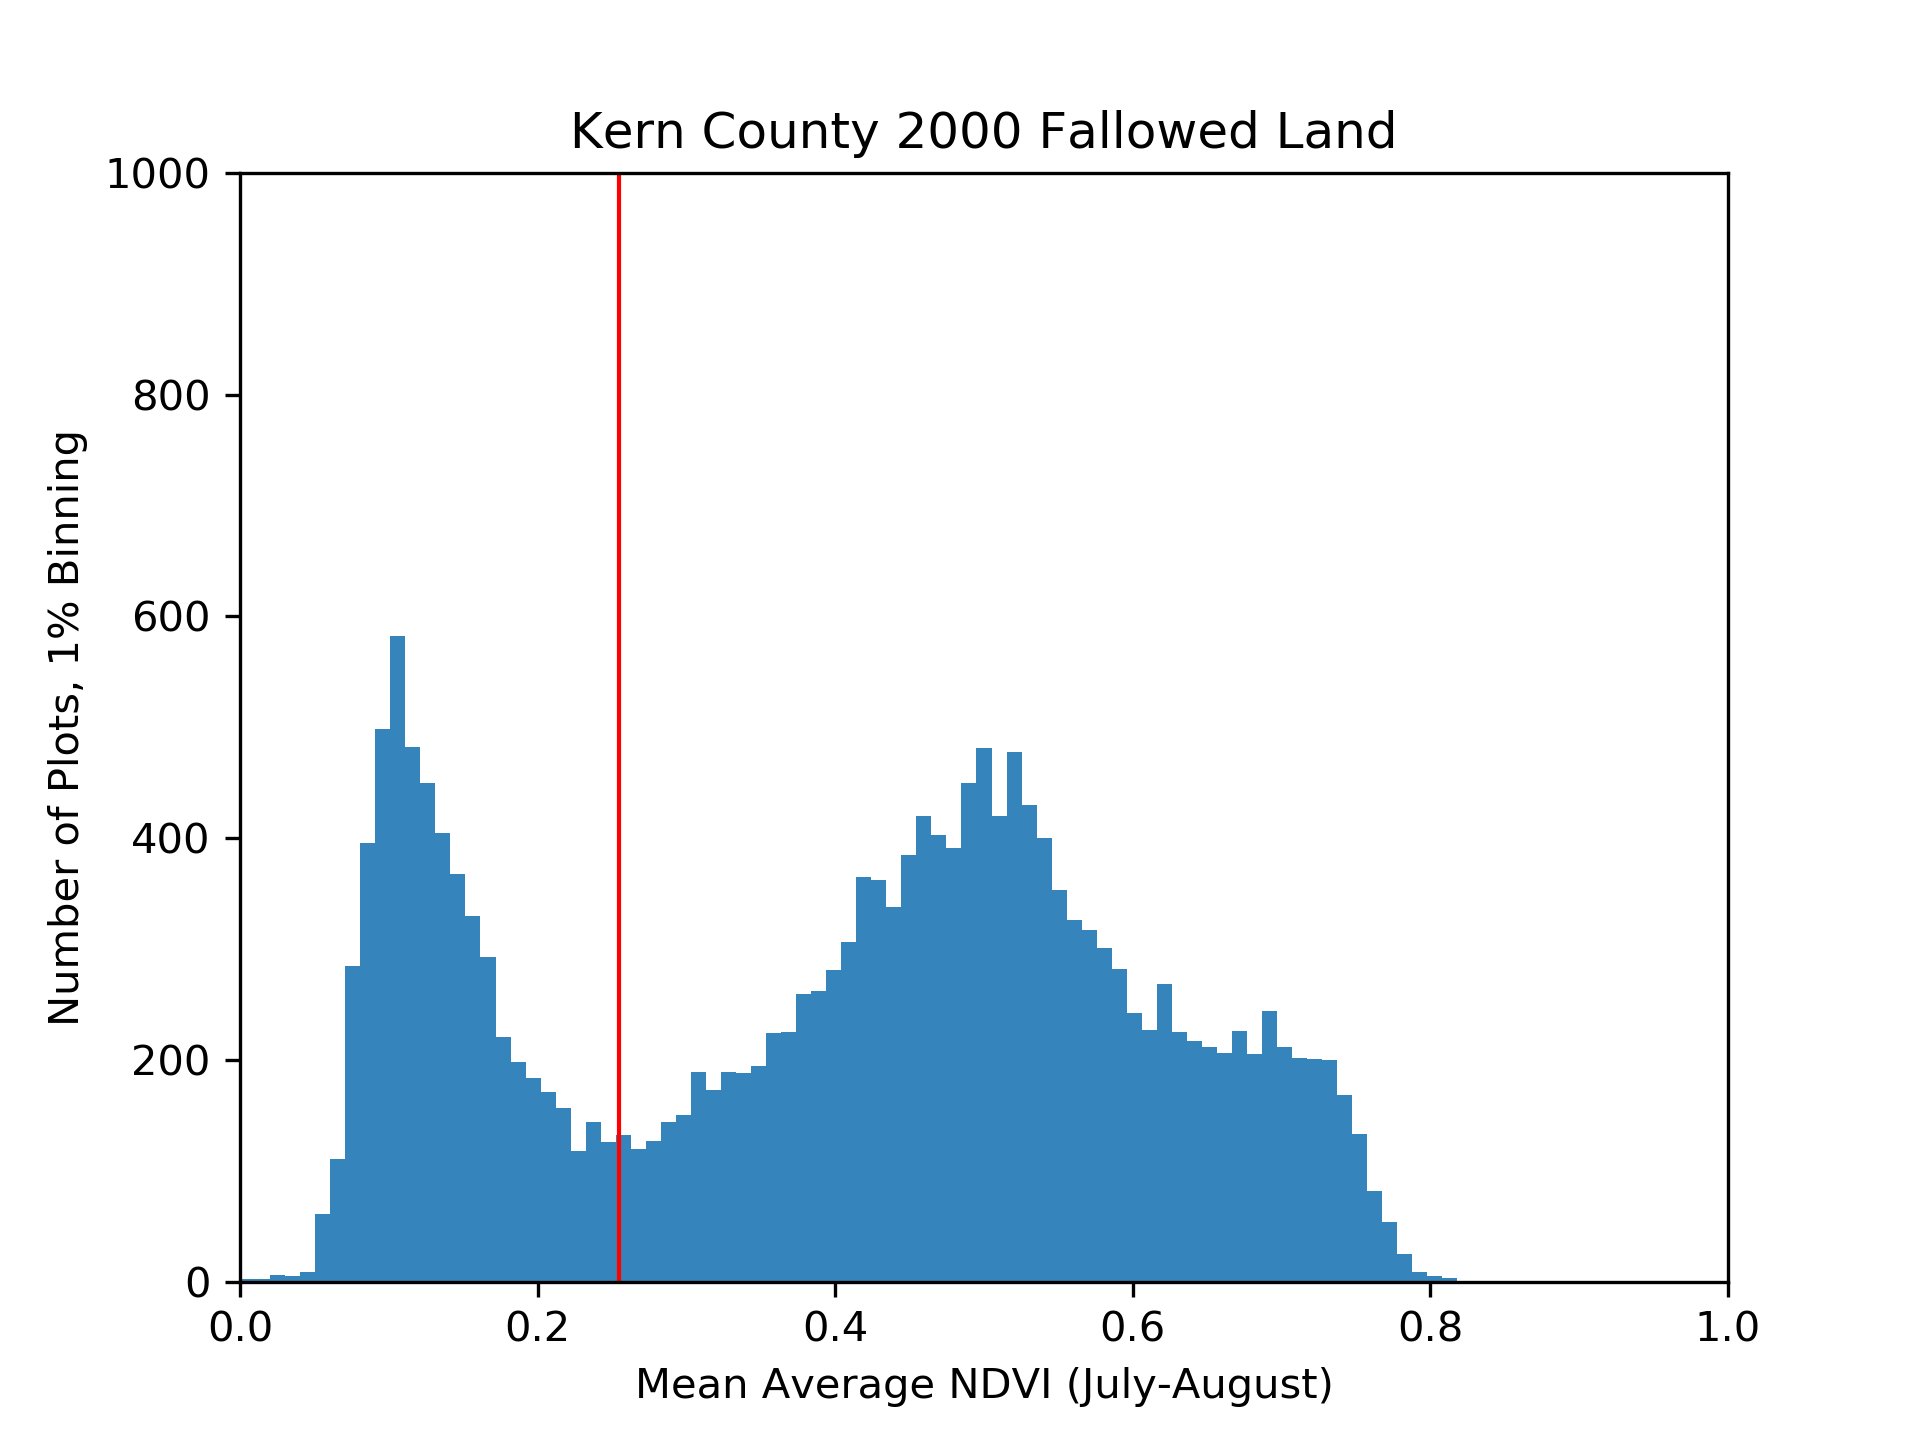 Kern County 2000 Fallowed Land
1000
800
600
400
200
0
Number of Plots, 1% Binning
0.0 0.2 0.4 0.6 0.8 1.0
Mean Average NDVI (July-August)